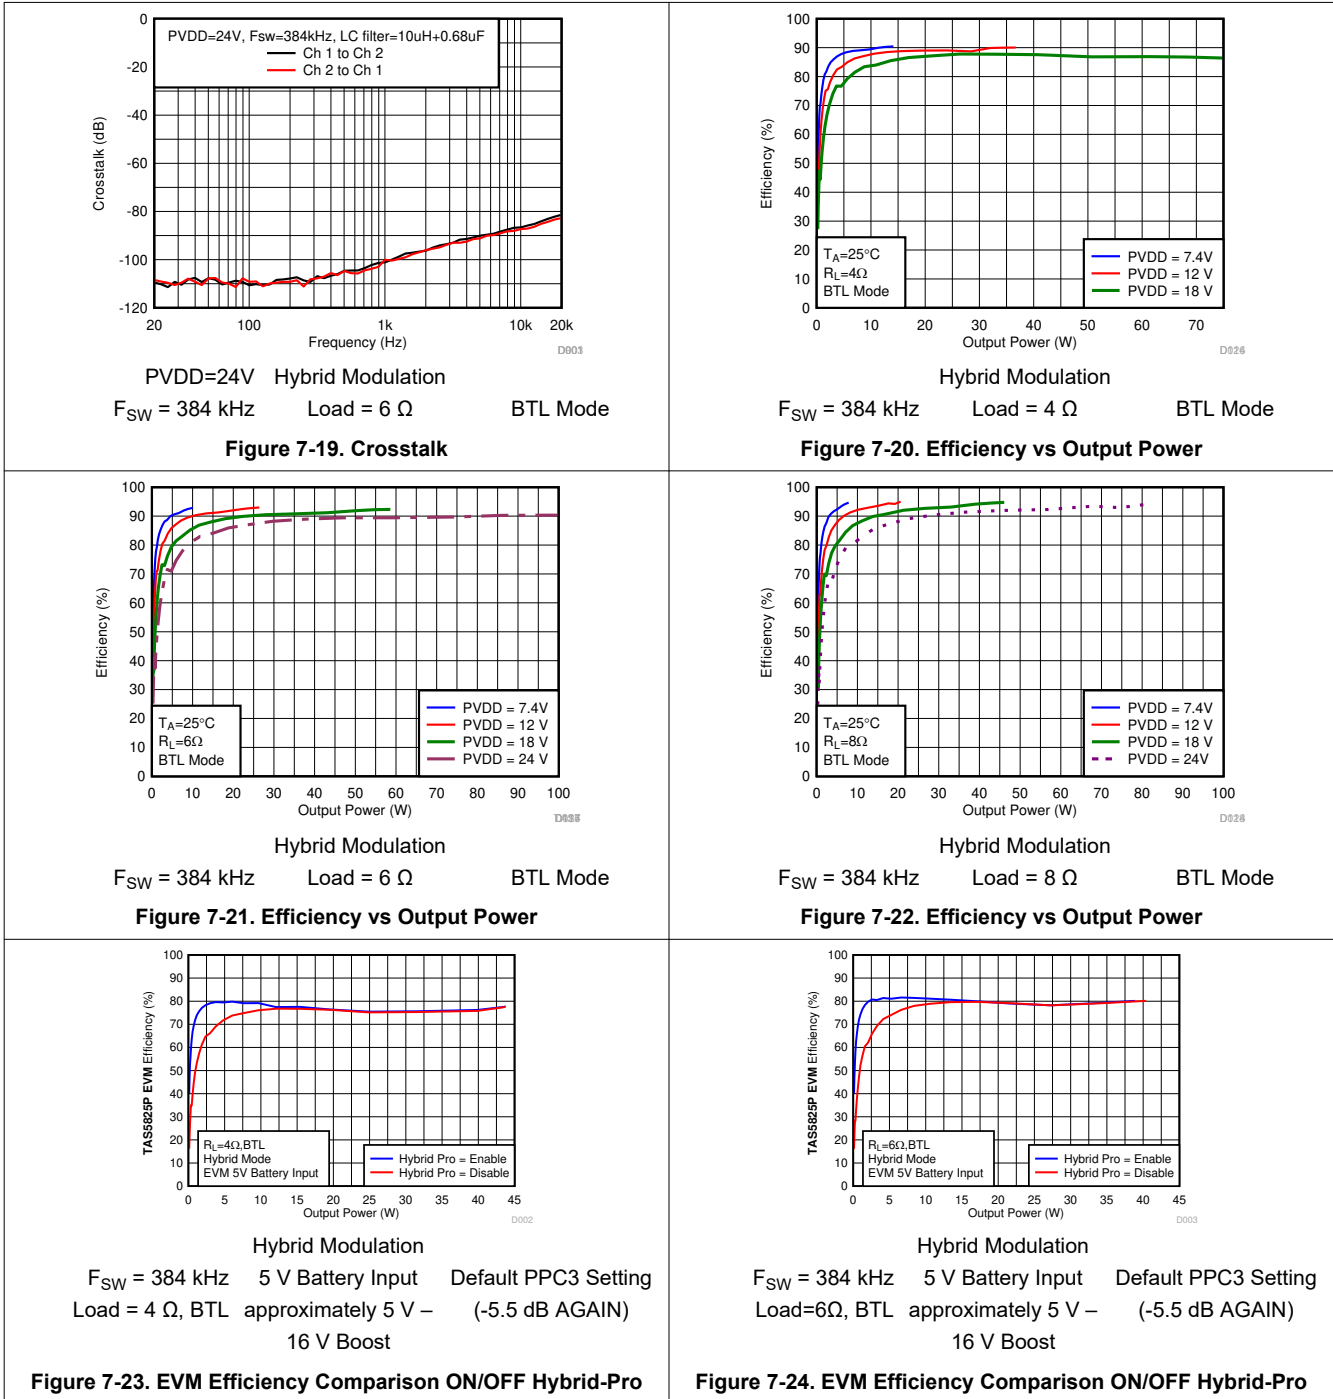 0
-20
-40
-60
-80
-100
-120
Crosstalk (dB)
PVDD=24V, Fsw=384kHz, LC filter=10uH+0.68uF
Ch 1 to Ch 2
Ch 2 to Ch 1
20 100 1k 10k 20k
Frequency (Hz)
PVDD=24V Hybrid Modulation
F_SW = 384 kHz Load = 6 Ω BTL Mode
Figure 7-19. Crosstalk
100
90
80
70
60
50
40
30
20
10
0
Efficiency (%)
T_A=25°C
R_L=4Ω
BTL Mode
PVDD = 7.4V
PVDD = 12 V
PVDD = 18 V
0 10 20 30 40 50 60 70
Output Power (W)
Hybrid Modulation
F_SW = 384 kHz Load = 4 Ω BTL Mode
Figure 7-20. Efficiency vs Output Power
100
90
80
70
60
50
40
30
20
10
0
Efficiency (%)
T_A=25°C
R_L=6Ω
BTL Mode
PVDD = 7.4V
PVDD = 12 V
PVDD = 18 V
PVDD = 24 V
0 10 20 30 40 50 60 70 80 90 100
Output Power (W)
Hybrid Modulation
F_SW = 384 kHz Load = 6 Ω BTL Mode
Figure 7-21. Efficiency vs Output Power
100
90
80
70
60
50
40
30
20
10
0
Efficiency (%)
T_A=25°C
R_L=8Ω
BTL Mode
PVDD = 7.4V
PVDD = 12 V
PVDD = 18 V
PVDD = 24V
0 10 20 30 40 50 60 70 80 90 100
Output Power (W)
Hybrid Modulation
F_SW = 384 kHz Load = 8 Ω BTL Mode
Figure 7-22. Efficiency vs Output Power
100
90
80
70
60
50
40
30
20
10
0
TAS5825P EVM Efficiency (%)
R_L=4Ω,BTL
Hybrid Mode
EVM 5V Battery Input
Hybrid Pro = Enable
Hybrid Pro = Disable
0 5 10 15 20 25 30 35 40 45
Output Power (W)
D002
Hybrid Modulation
F_SW = 384 kHz 5 V Battery Input Default PPC3 Setting
Load = 4 Ω, BTL approximately 5 V – (-5.5 dB AGAIN)
16 V Boost
Figure 7-23. EVM Efficiency Comparison ON/OFF Hybrid-Pro
100
90
80
70
60
50
40
30
20
10
0
TAS5825P EVM Efficiency (%)
R_L=6Ω,BTL
Hybrid Mode
EVM 5V Battery Input
Hybrid Pro = Enable
Hybrid Pro = Disable
0 5 10 15 20 25 30 35 40 45
Output Power (W)
D003
Hybrid Modulation
F_SW = 384 kHz 5 V Battery Input Default PPC3 Setting
Load=6Ω, BTL approximately 5 V – (-5.5 dB AGAIN)
16 V Boost
Figure 7-24. EVM Efficiency Comparison ON/OFF Hybrid-Pro